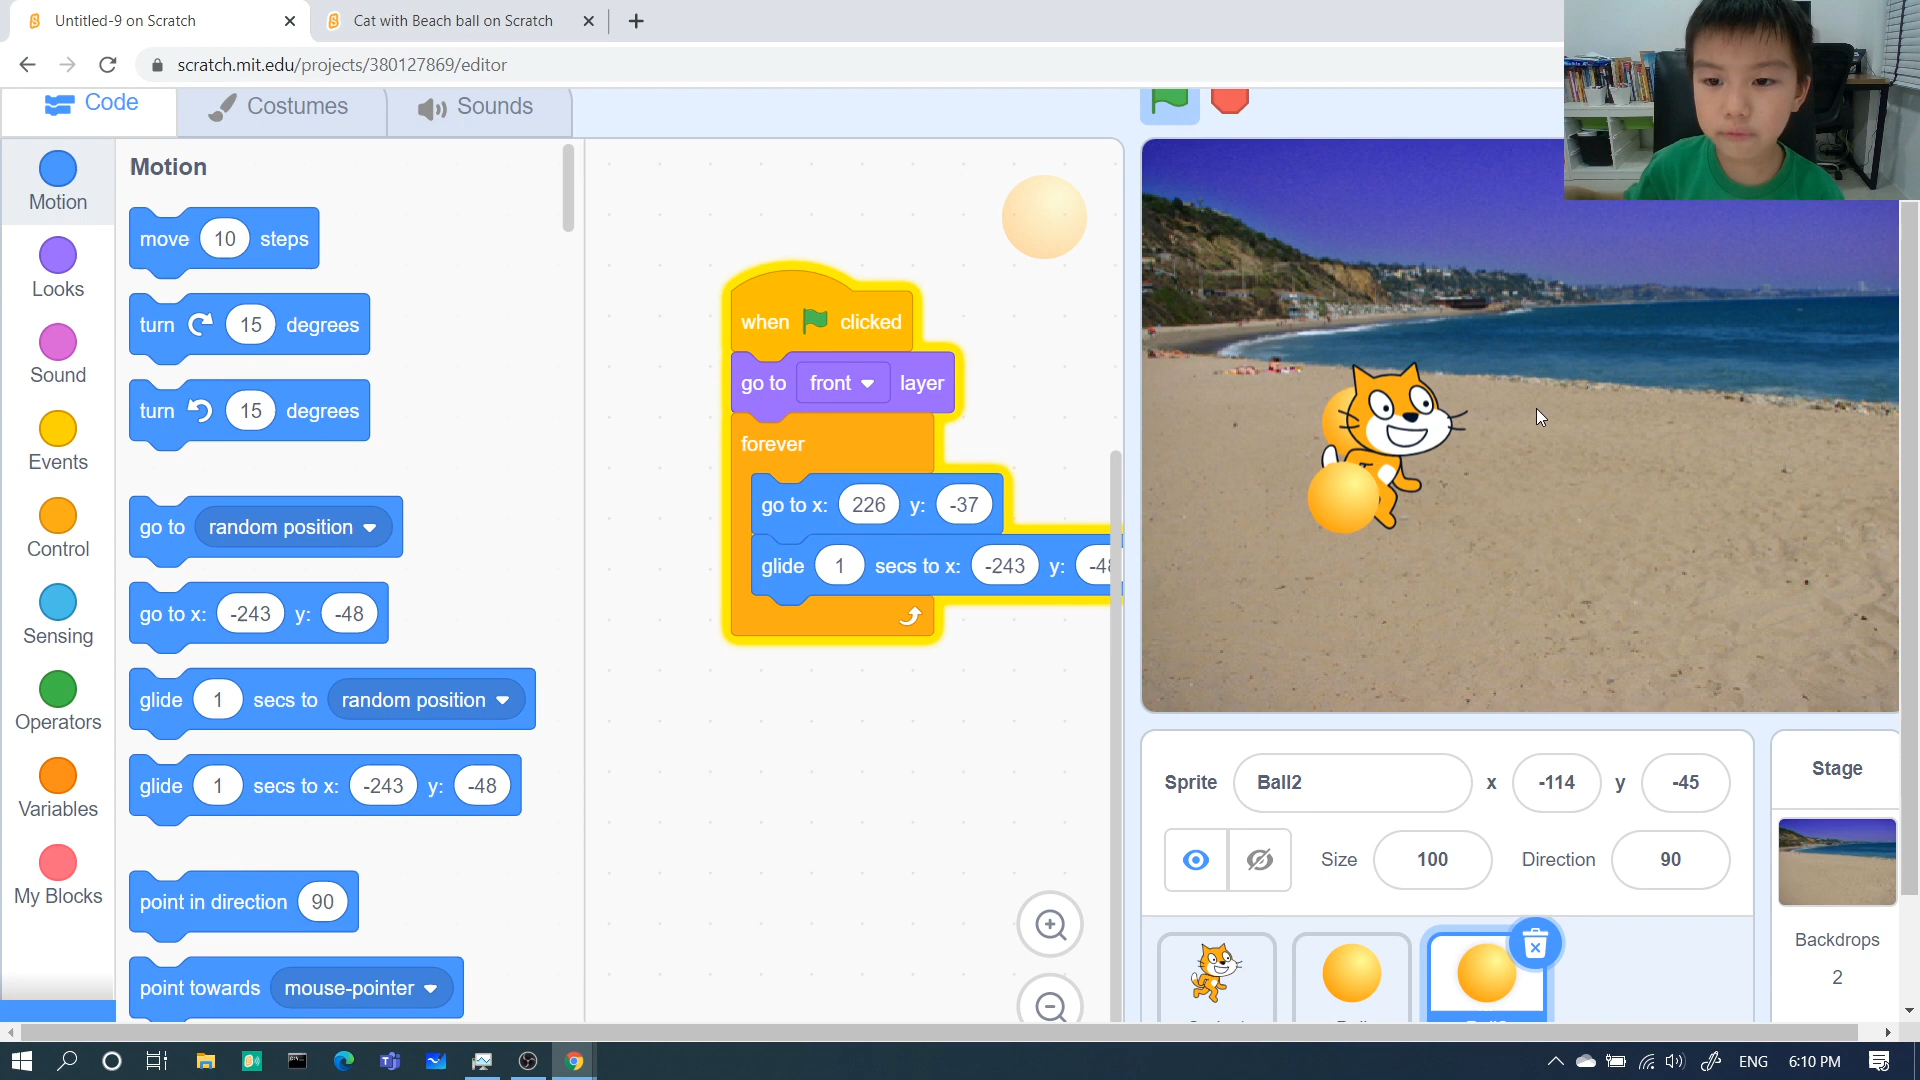 Untitled-9 on Scratch
Cat with Beach ball on Scratch
scratch.mit.edu/projects/380127869/editor
Code
Costumes
Sounds
Motion
Looks
Sound
Events
Control
Sensing
Operators
Variables
My Blocks
Motion
move 10 steps
turn 15 degrees
turn 15 degrees
go to random position
go to x: -243 y: -48
glide 1 secs to random position
glide 1 secs to x: -243 y: -48
point in direction 90
point towards mouse-pointer
when clicked
go to front layer
forever
go to x: 226 y: -37
glide 1 secs to x: -243 y: -48
Sprite Ball2 x -114 y -45
Size 100 Direction 90
Stage
Backdrops
2
ENG 6:10 PM